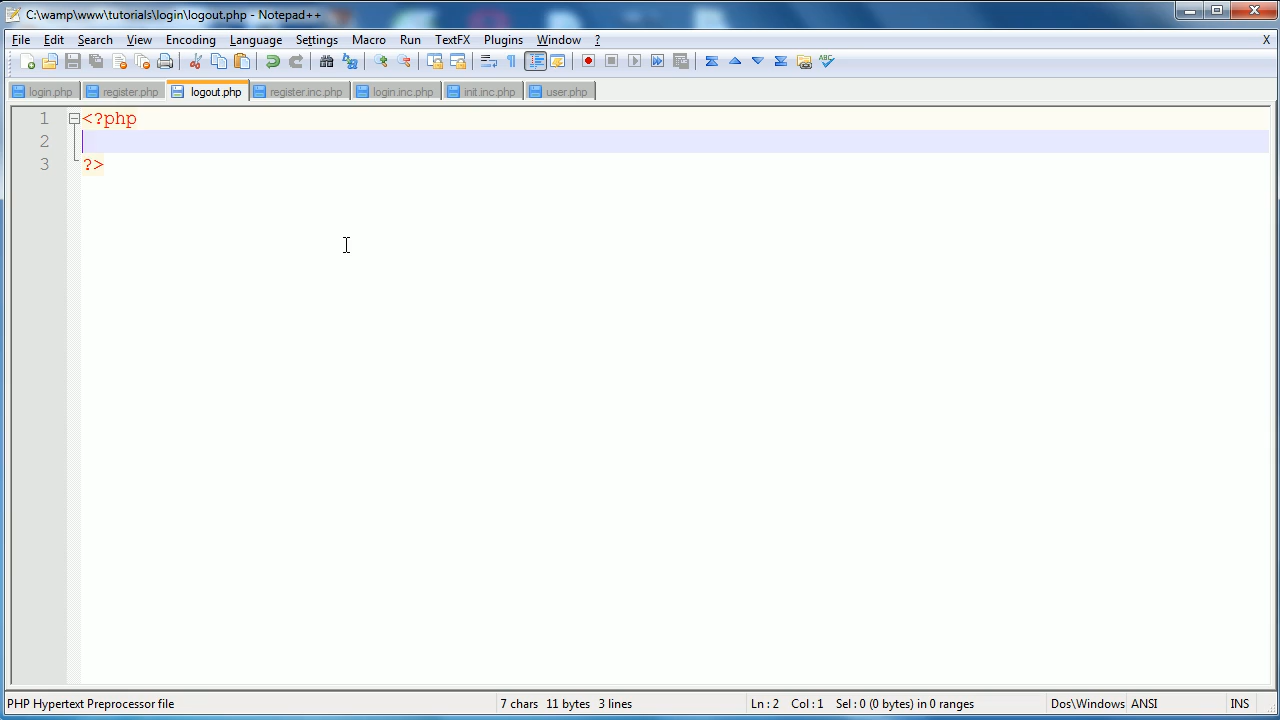 C:\wamp\www\tutorials\login\logout.php - Notepad++
File Edit Search View Encoding Language Settings Macro Run TextFX Plugins Window ? X
login.php register.php logout.php register.inc.php login.inc.php init.inc.php user.php
1 <?php
2
3 ?>
PHP Hypertext Preprocessor file 7 chars 11 bytes 3 lines Ln : 2 Col : 1 Sel : 0 (0 bytes) in 0 ranges Dos\Windows ANSI INS